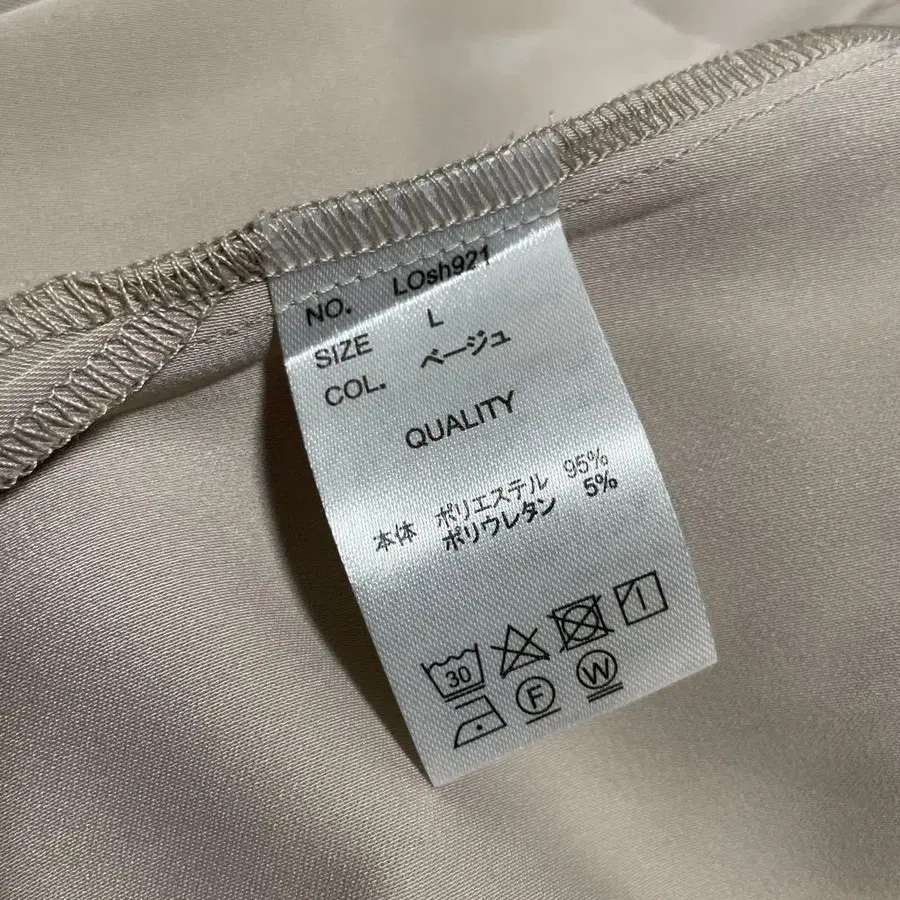 NO. LOsh921
SIZE L
COL. ベージュ
QUALITY
本体 ポリエステル 95%
ポリウレタン 5%
30
F W